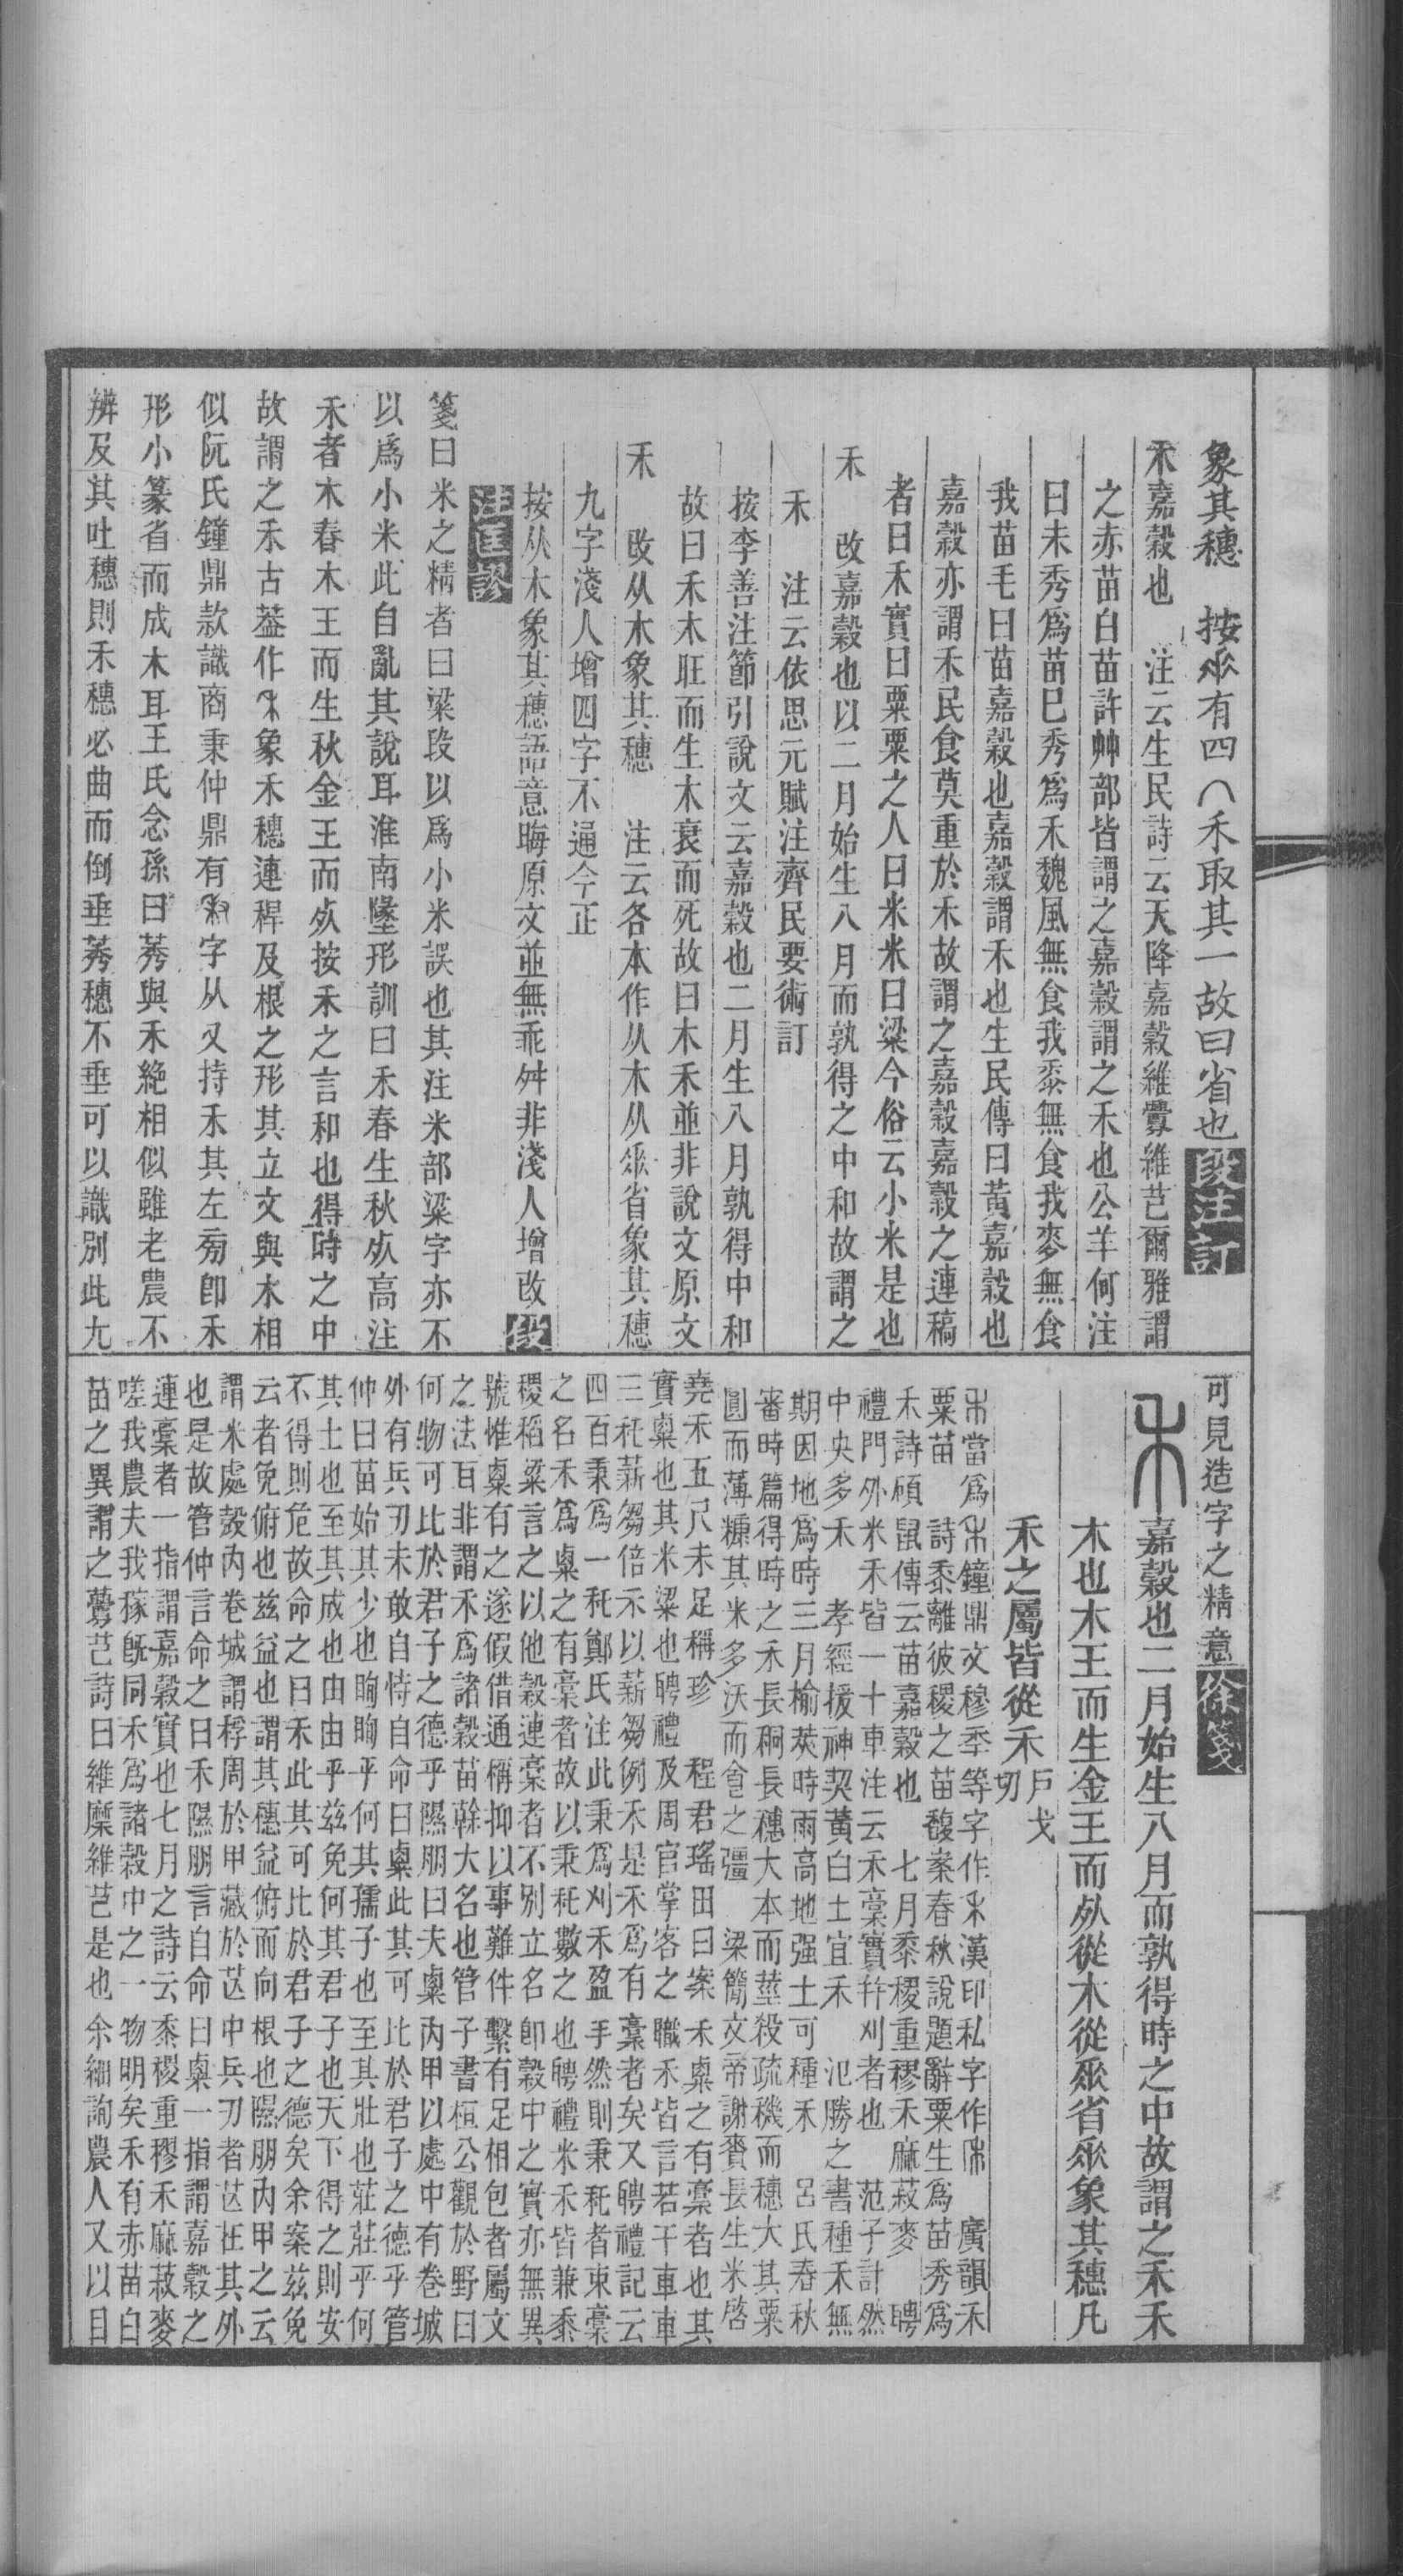 象其穗　按𠂹有四⺈禾取其一故曰省也段注訂
禾嘉穀也　注云生民詩云天降嘉穀維虋維芑爾雅謂
之赤苗白苗許艸部皆謂之嘉穀謂之禾也公羊何注
曰未秀爲苗巳秀爲禾魏風無食我黍無食我麥無食
我苗毛曰苗嘉穀也嘉穀謂禾也生民傳曰黃嘉穀也
嘉穀亦謂禾民食莫重於禾故謂之嘉穀嘉穀之連稿
者曰禾實曰粟粟之人曰米米曰粱今俗云小米是也
禾　改嘉穀也以二月始生八月而孰得之中和故謂之
禾　注云依思元賦注齊民要術訂
按李善注節引說文云嘉穀也二月生八月孰得中和
故曰禾木旺而生木衰而死故曰木禾並非說文原文
禾　改从木象其穗　注云各本作从木从𠂹省象其穗
九字淺人增四字不通今正
按从木象其穗語意晦原文並無乖舛非淺人增改段
注匡謬
箋曰米之精者曰粱段以爲小米誤也其注米部粱字亦不
以爲小米此自亂其說耳淮南墬形訓曰禾春生秋𣦸高注
禾者木春木王而生秋金王而𣦸按禾之言和也得時之中
故謂之禾古葢作𥝌象禾穗連稈及根之形其立文與木相
似阮氏鐘鼎款識商秉仲鼎有字从又持禾其左旁卽禾
形小篆省而成木耳王氏念孫曰莠與禾絶相似雖老農不
辨及其吐穗則禾穗必曲而倒垂莠穗不垂可以識別此尢
可見造字之精意徐箋
禾嘉穀也二月始生八月而孰得時之中故謂之禾禾
木也木王而生金王而𣦸從木從𠂹省𠂹象其穗凡
禾之屬皆從禾戶戈切
禾當爲鐘鼎文穆季等字作漢印私字作　廣韻禾
粟苗　詩黍離彼稷之苗馥案春秋說題辭粟生爲苗秀爲
禾詩碩鼠傳云苗嘉穀也　七月黍稷重穋禾麻菽麥　聘
禮門外米禾皆一十車注云禾稾實幷刈者也　范子計然
中央多禾　孝經援神契黃白土宜禾　氾勝之書種禾無
期因地爲時三月榆莢時雨高地强土可種禾　呂氏春秋
審時篇得時之禾長秱長穗大本而莖殺疏穖而穗大其粟
圓而薄糠其米多沃而食之彊　梁簡文帝謝賚長生米啓
堯禾五尺未足稱珍　程君瑤田曰案禾粟之有稾者也其
實粟也其米粱也聘禮及周官掌客之職禾皆言若干車車
三秅薪芻倍禾以薪芻例禾是禾爲有稾者矣又聘禮記云
四百秉爲一秅鄭氏注此秉爲刈禾盈手然則秉秅者束稾
之名禾爲粟之有稾者故以秉秅數之也聘禮米禾皆兼黍
稷稻粱言之以他穀連稾者不別立名卽穀中之實亦無異
號惟粟有之遂假借通稱抑以事難件繫有足相包者屬文
之法百非謂禾爲諸穀苗榦大名也管子書桓公觀於野曰
何物可比於君子之德乎隰朋曰夫粟內甲以處中有卷城
外有兵刃未敢自恃自命曰粟此其可比於君子之德乎管
仲曰苗始其少也眴眴乎何其孺子也至其壯也莊莊乎何
其士也至其成也由由乎茲免何其君子也天下得之則安
不得則危故命之曰禾此其可比於君子之德矣余案茲免
云者免俯也茲益也謂其穗益俯而向根也隰朋內甲之云
謂米處榖內卷城謂稃周於甲藏於苙中兵刃者苙在其外
也是故管仲言命之曰禾隰朋言自命曰粟一指謂嘉穀之
連稾者一指謂嘉穀實也七月之詩云黍稷重穋禾麻菽麥
嗟我農夫我稼旣同禾爲諸穀中之一物明矣禾有赤苗白
苗之異謂之虋芑詩曰維糜維芑是也余細詢農人又以目